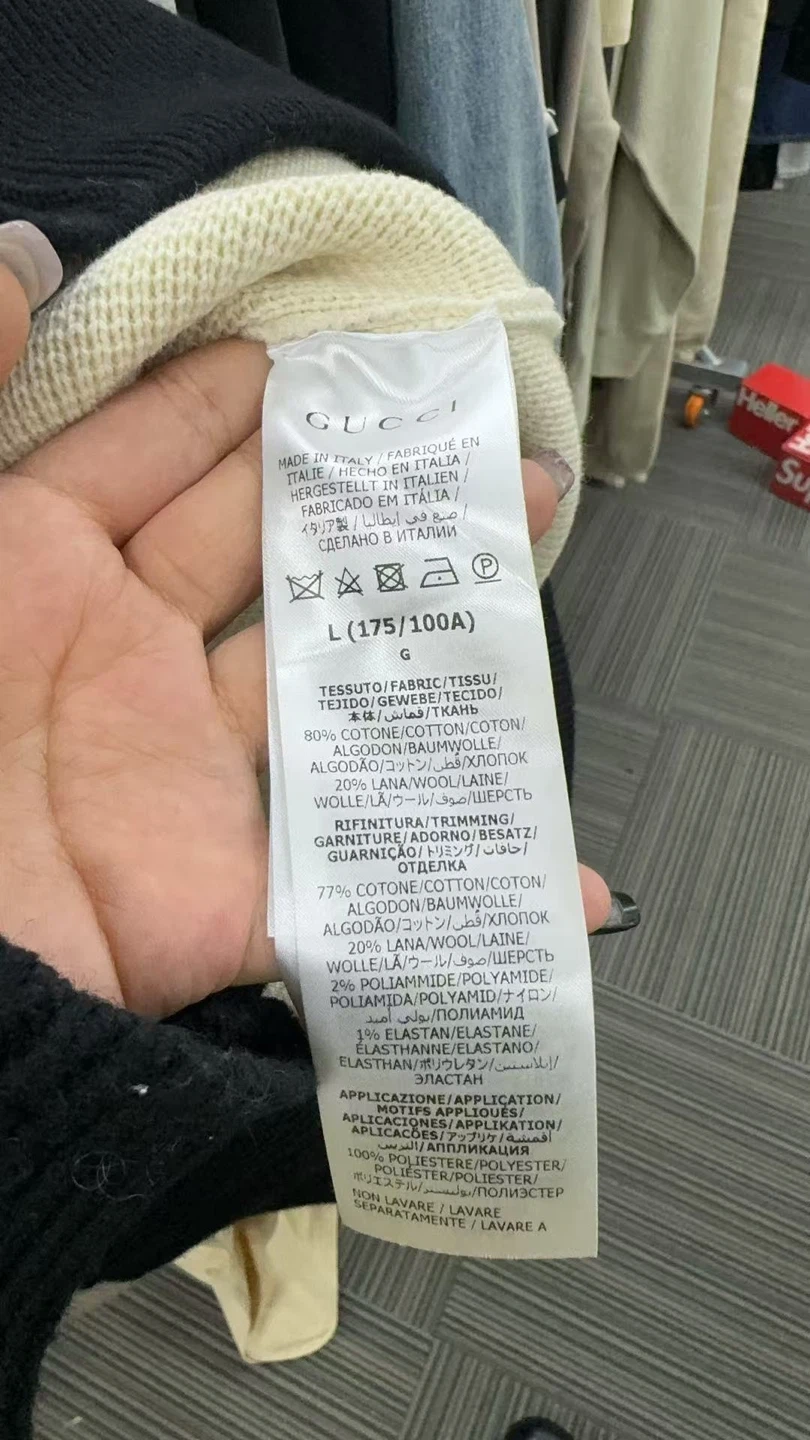 GUCCI
MADE IN ITALY / FABRIQUÉ EN
ITALIE / HECHO EN ITALIA /
HERGESTELLT IN ITALIEN /
FABRICADO EM ITÁLIA /
イタリア製 / صنع في ايطاليا /
СДЕЛАНО В ИТАЛИИ
P
L (175/100A)
G
TESSUTO/FABRIC/TISSU/
TEJIDO/GEWEBE/TECIDO/
本体/قماش/ТКАНЬ
80% COTONE/COTTON/COTON/
ALGODON/BAUMWOLLE/
ALGODÃO/コットン/قطن/ХЛОПОК
20% LANA/WOOL/LAINE/
WOLLE/LÃ/ウール/صوف/ШЕРСТЬ
RIFINITURA/TRIMMING/
GARNITURE/ADORNO/BESATZ/
GUARNIÇÃO/トリミング/حافات/
ОТДЕЛКА
77% COTONE/COTTON/COTON/
ALGODON/BAUMWOLLE/
ALGODÃO/コットン/قطن/ХЛОПОК
20% LANA/WOOL/LAINE/
WOLLE/LÃ/ウール/صوف/ШЕРСТЬ
2% POLIAMMIDE/POLYAMIDE/
POLIAMIDA/POLYAMID/ナイロン/
بولي أميد/ПОЛИАМИД
1% ELASTAN/ELASTANE/
ÉLASTHANNE/ELASTANO/
ELASTHAN/ポリウレタン/إيلاستين/
ЭЛАСТАН
APPLICAZIONE/APPLICATION/
MOTIFS APPLIQUÉS/
APLICACIONES/APPLIKATION/
APLICAÇÕES/アップリケ/أقمشة
/АППЛИКАЦИЯ
100% POLIESTERE/POLYESTER/
POLYESTER/POLIÉSTER/
ポリエステル/بوليستر/ПОЛИЭСТЕР
NON LAVARE / LAVARE
SEPARATAMENTE / LAVARE A
Heller
Su